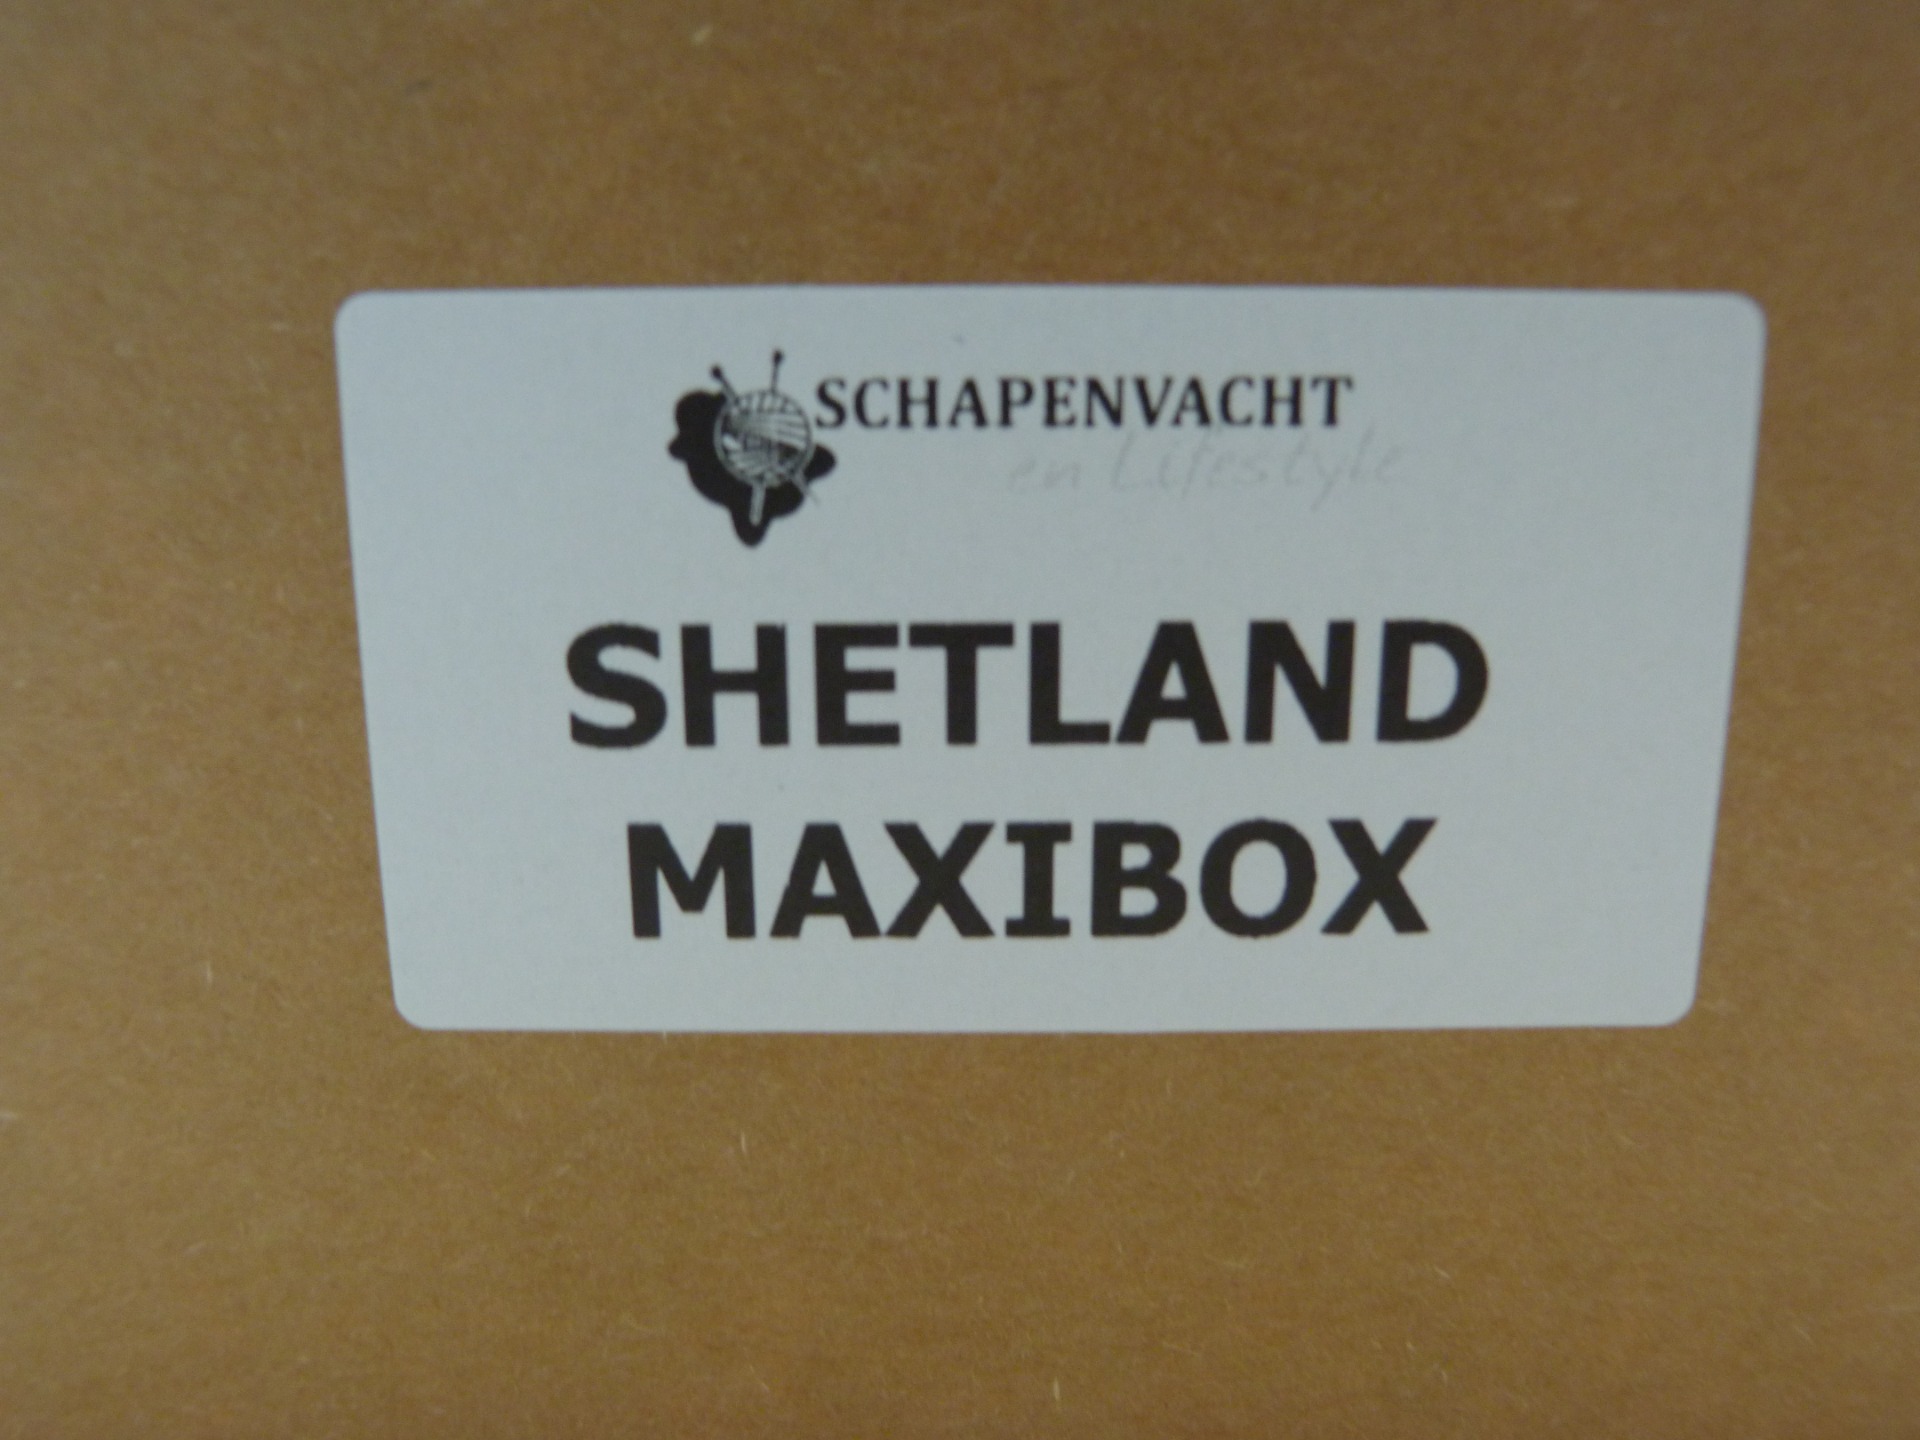 SCHAPENVACHT
en Lifestyle
SHETLAND
MAXIBOX